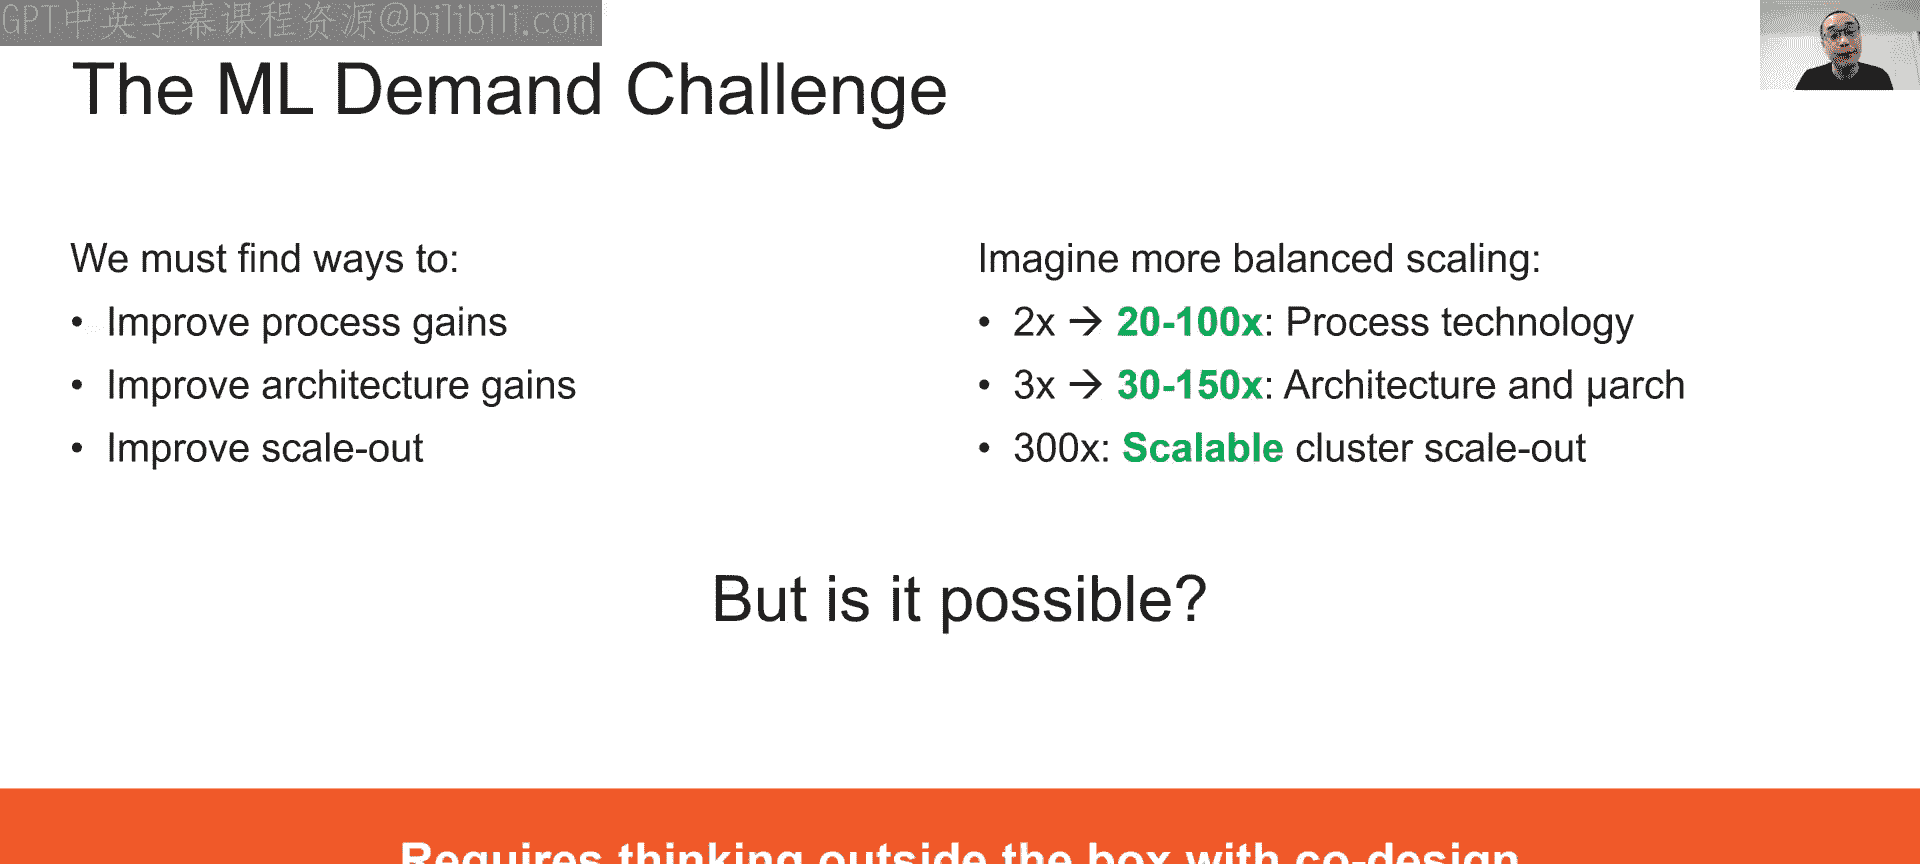 GPT中英字幕课程资源@bilibili.com
The ML Demand Challenge
We must find ways to:
• Improve process gains
• Improve architecture gains
• Improve scale-out
Imagine more balanced scaling:
• 2x → 20-100x: Process technology
• 3x → 30-150x: Architecture and µarch
• 300x: Scalable cluster scale-out
But is it possible?
Requires thinking outside the box with co-design